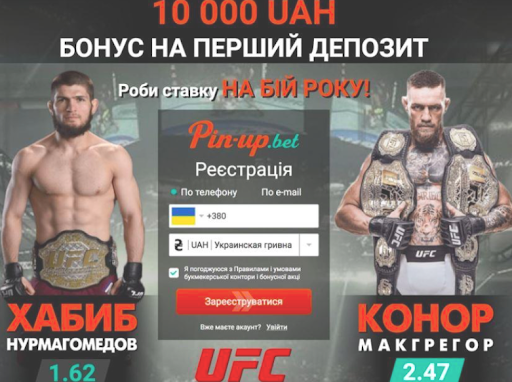 10 000 UAH
БОНУС НА ПЕРШИЙ ДЕПОЗИТ
Роби ставку НА БІЙ РОКУ!
Pin-up.bet
Реєстрація
По телефону По e-mail
+380
₴ UAH Украинская гривна
Я погоджуюся з Правилами і умовами
букмекерської контори і бонусної акції
Зареєструватися
Вже маєте акаунт? Увійти
ХАБИБ
НУРМАГОМЕДОВ
1.62
UFC
UFC
КОНОР
МАКГРЕГОР
2.47